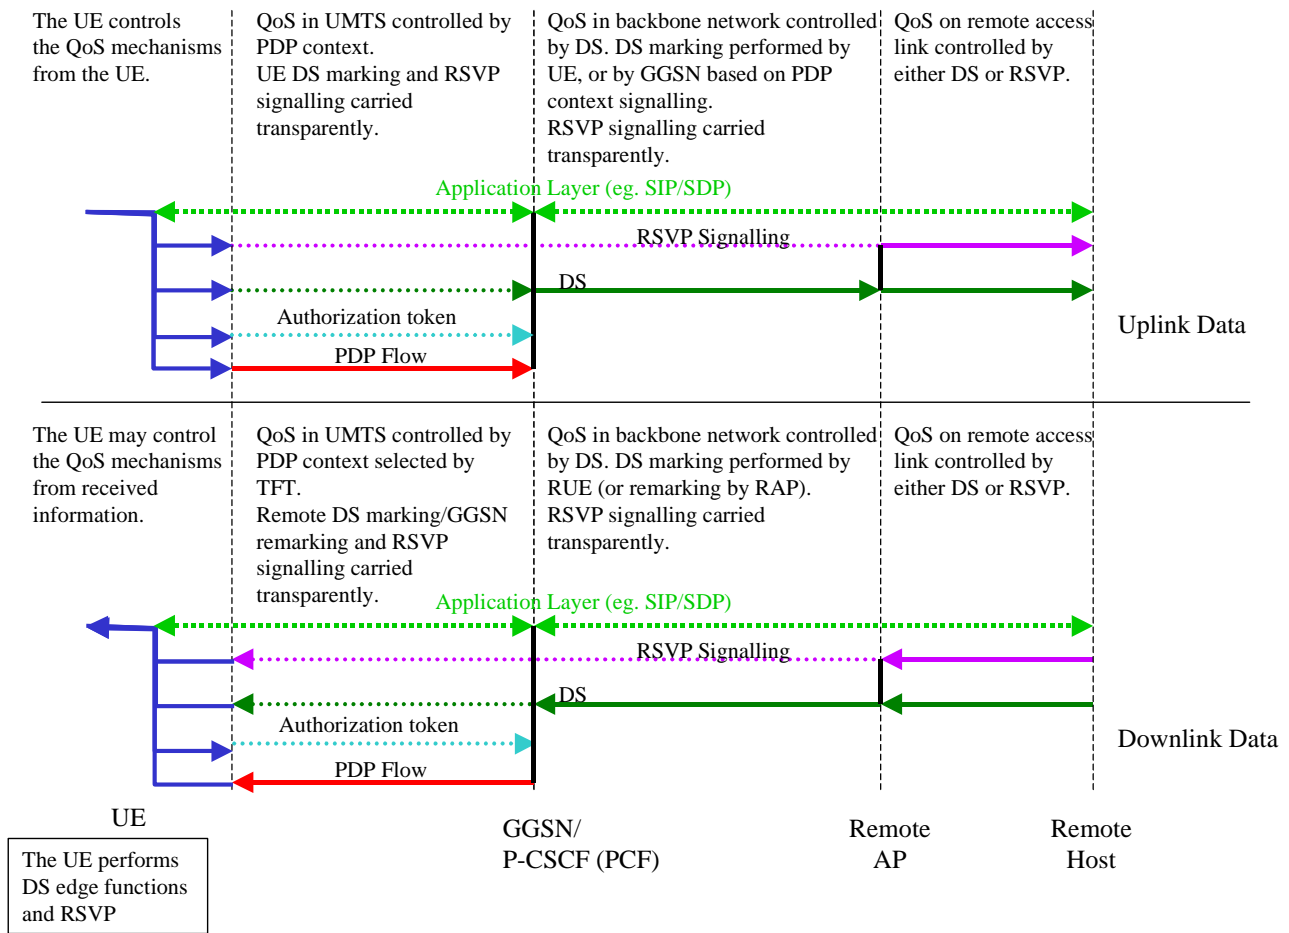 The UE controls
the QoS mechanisms
from the UE.
QoS in UMTS controlled by
PDP context.
UE DS marking and RSVP
signalling carried
transparently.
QoS in backbone network controlled
by DS. DS marking performed by
UE, or by GGSN based on PDP
context signalling.
RSVP signalling carried
transparently.
QoS on remote access
link controlled by
either DS or RSVP.
Application Layer (eg. SIP/SDP)
RSVP Signalling
DS
Authorization token
PDP Flow
Uplink Data
The UE may control
the QoS mechanisms
from received
information.
QoS in UMTS controlled by
PDP context selected by
TFT.
Remote DS marking/GGSN
remarking and RSVP
signalling carried
transparently.
QoS in backbone network controlled
by DS. DS marking performed by
RUE (or remarking by RAP).
RSVP signalling carried
transparently.
QoS on remote access
link controlled by
either DS or RSVP.
Application Layer (eg. SIP/SDP)
RSVP Signalling
DS
Authorization token
PDP Flow
Downlink Data
UE
GGSN/
P-CSCF (PCF)
Remote
AP
Remote
Host
The UE performs
DS edge functions
and RSVP